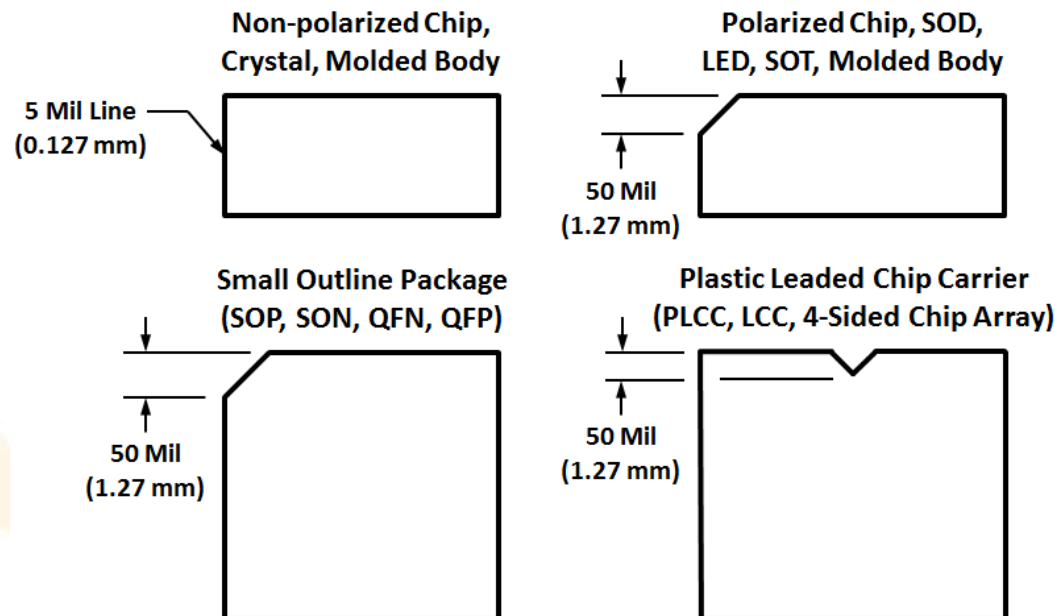 Non-polarized Chip,
Crystal, Molded Body
5 Mil Line
(0.127 mm)
Polarized Chip, SOD,
LED, SOT, Molded Body
50 Mil
(1.27 mm)
Small Outline Package
(SOP, SON, QFN, QFP)
50 Mil
(1.27 mm)
Plastic Leaded Chip Carrier
(PLCC, LCC, 4-Sided Chip Array)
50 Mil
(1.27 mm)